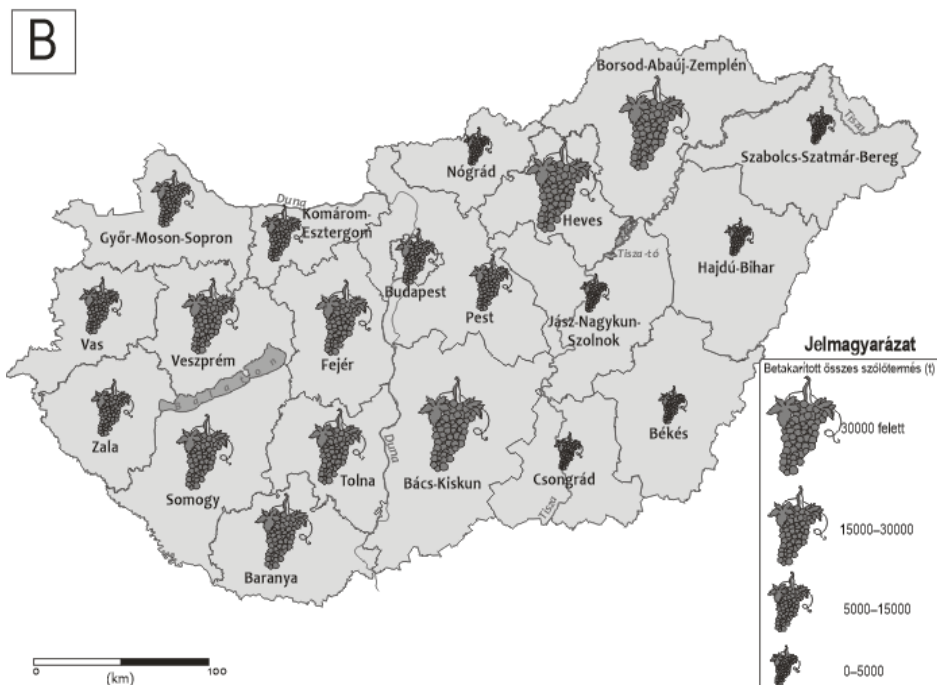 B
Borsod-Abaúj-Zemplén
Tisza
Szabolcs-Szatmár-Bereg
Nógrád
Heves
Duna
Komárom-
Esztergom
Győr-Moson-Sopron
Budapest
Pest
Tisza-tó
Hajdú-Bihar
Jász-Nagykun-
Szolnok
Vas
Veszprém
Fejér
Zala
Somogy
Tolna
Duna
Bács-Kiskun
Csongrád
Tisza
Békés
Baranya
Jelmagyarázat
Betakarított összes szőlőtermés (t)
30000 felett
15000–30000
5000–15000
0–5000
0 100
(km)